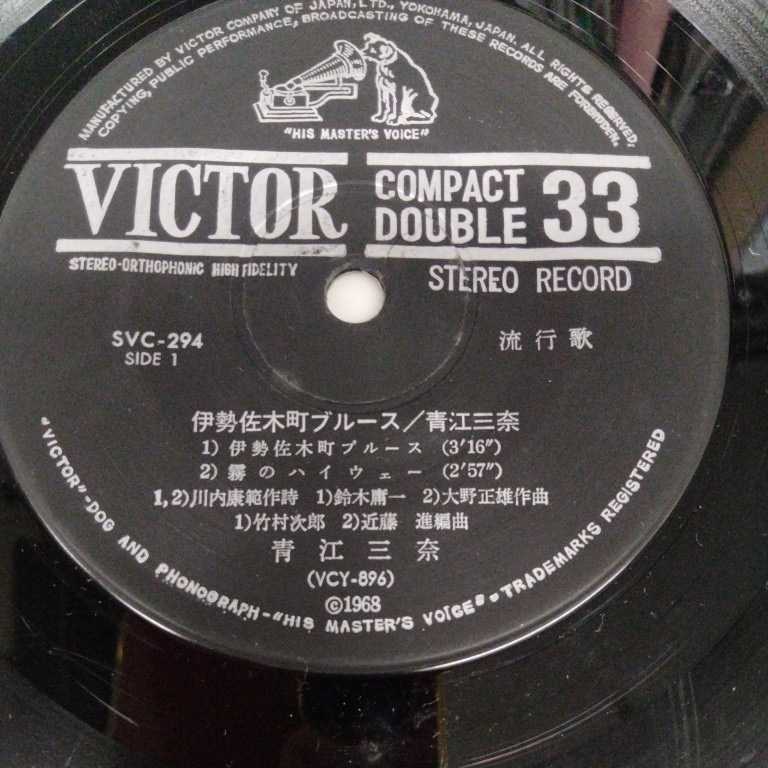 MANUFACTURED BY VICTOR COMPANY OF JAPAN, LTD., YOKOHAMA, JAPAN. ALL RIGHTS RESERVED;
COPYING, PUBLIC PERFORMANCE, BROADCASTING OF THESE RECORDS ARE FORBIDDEN.
"HIS MASTER'S VOICE"
VICTOR COMPACT DOUBLE 33
STEREO-ORTHOPHONIC HIGH FIDELITY
STEREO RECORD
SVC-294
SIDE 1
流行歌
伊勢佐木町ブルース/青江三奈
1) 伊勢佐木町ブルース (3′16″)
2) 霧のハイウェー (2′57″)
1,2)川内康範作詩 1)鈴木庸一 2)大野正雄作曲
1)竹村次郎 2)近藤 進編曲
青江三奈
(VCY-896)
©1968
"VICTOR"-DOG AND PHONOGRAPH-"HIS MASTER'S VOICE"-TRADEMARKS REGISTERED